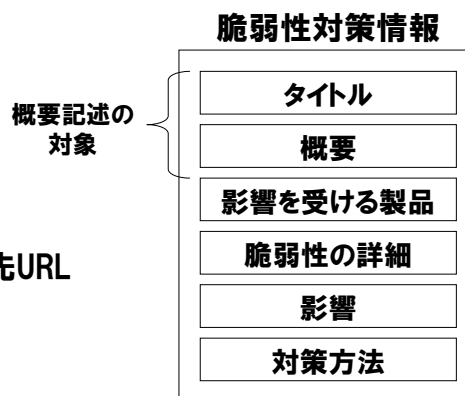 脆弱性対策情報
タイトル
概要記述の
対象
概要
影響を受ける製品
脆弱性の詳細
先URL
影響
対策方法